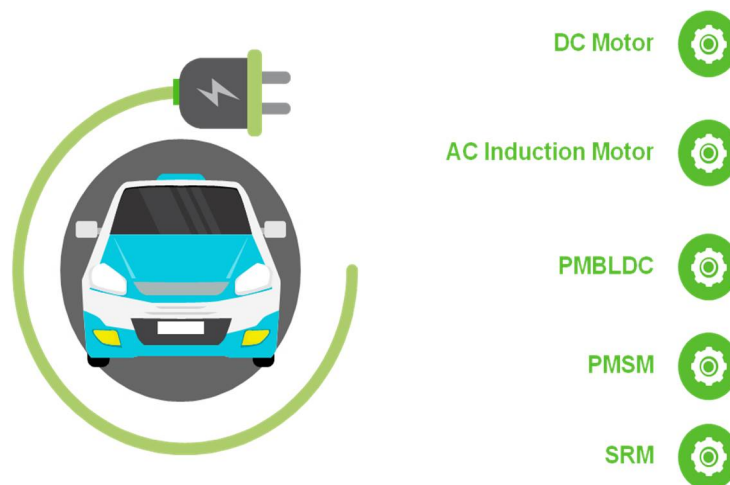 DC Motor
AC Induction Motor
PMBLDC
PMSM
SRM